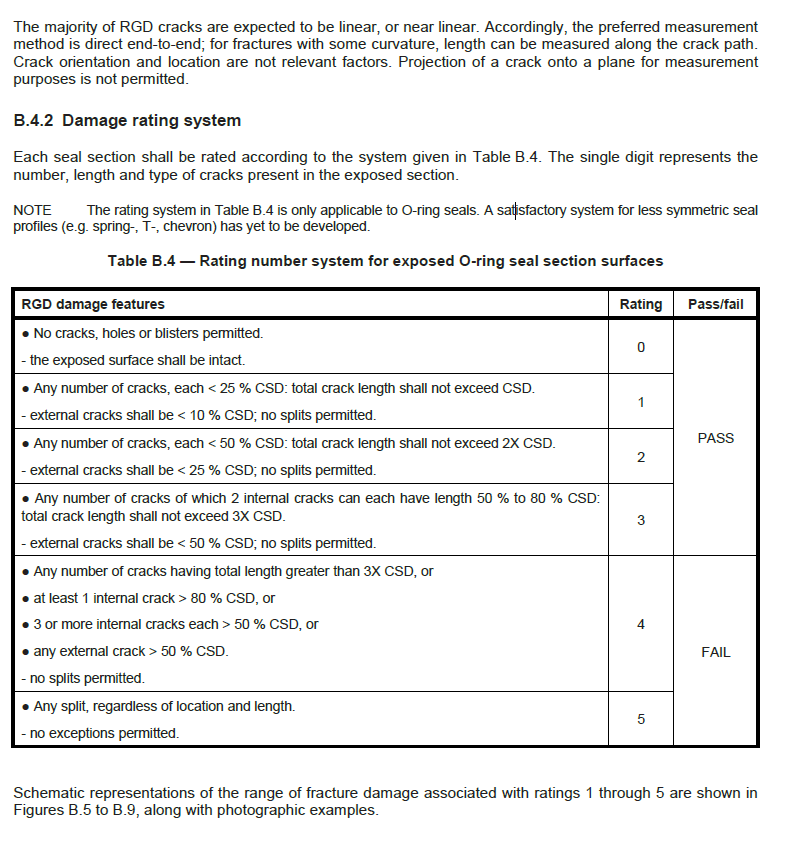 The majority of RGD cracks are expected to be linear, or near linear. Accordingly, the preferred measurement
method is direct end-to-end; for fractures with some curvature, length can be measured along the crack path.
Crack orientation and location are not relevant factors. Projection of a crack onto a plane for measurement
purposes is not permitted.
B.4.2 Damage rating system
Each seal section shall be rated according to the system given in Table B.4. The single digit represents the
number, length and type of cracks present in the exposed section.
NOTE The rating system in Table B.4 is only applicable to O-ring seals. A satisfactory system for less symmetric seal
profiles (e.g. spring-, T-, chevron) has yet to be developed.
Table B.4 — Rating number system for exposed O-ring seal section surfaces
RGD damage features Rating Pass/fail
● No cracks, holes or blisters permitted.
- the exposed surface shall be intact.
0
● Any number of cracks, each < 25 % CSD: total crack length shall not exceed CSD.
- external cracks shall be < 10 % CSD; no splits permitted.
1
● Any number of cracks, each < 50 % CSD: total crack length shall not exceed 2X CSD.
- external cracks shall be < 25 % CSD; no splits permitted.
2
● Any number of cracks of which 2 internal cracks can each have length 50 % to 80 % CSD:
total crack length shall not exceed 3X CSD.
- external cracks shall be < 50 % CSD; no splits permitted.
3
PASS
● Any number of cracks having total length greater than 3X CSD, or
● at least 1 internal crack > 80 % CSD, or
● 3 or more internal cracks each > 50 % CSD, or
● any external crack > 50 % CSD.
- no splits permitted.
4
● Any split, regardless of location and length.
- no exceptions permitted.
5
FAIL
Schematic representations of the range of fracture damage associated with ratings 1 through 5 are shown in
Figures B.5 to B.9, along with photographic examples.